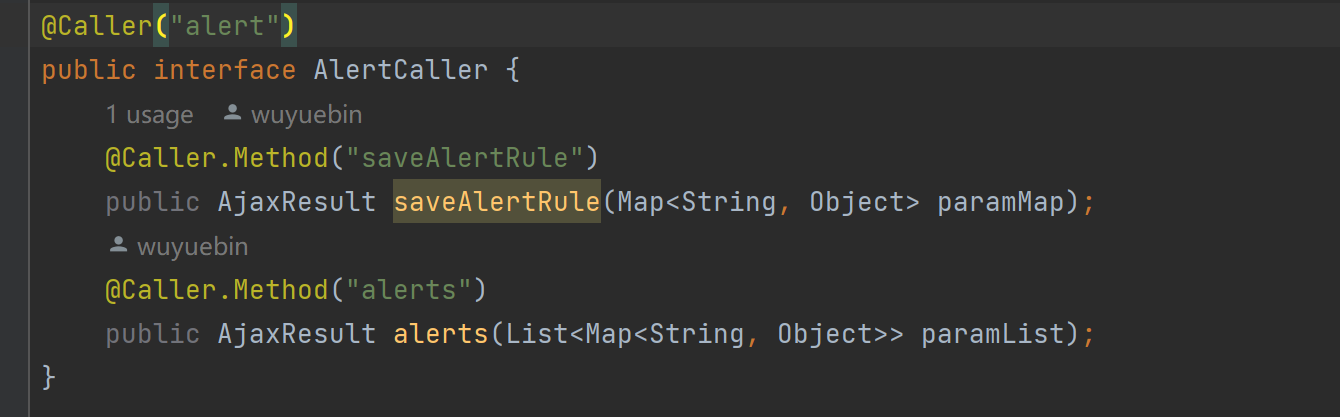 @Caller("alert")
public interface AlertCaller {
1 usage wuyuebin
@Caller.Method("saveAlertRule")
public AjaxResult saveAlertRule(Map<String, Object> paramMap);
wuyuebin
@Caller.Method("alerts")
public AjaxResult alerts(List<Map<String, Object>> paramList);
}